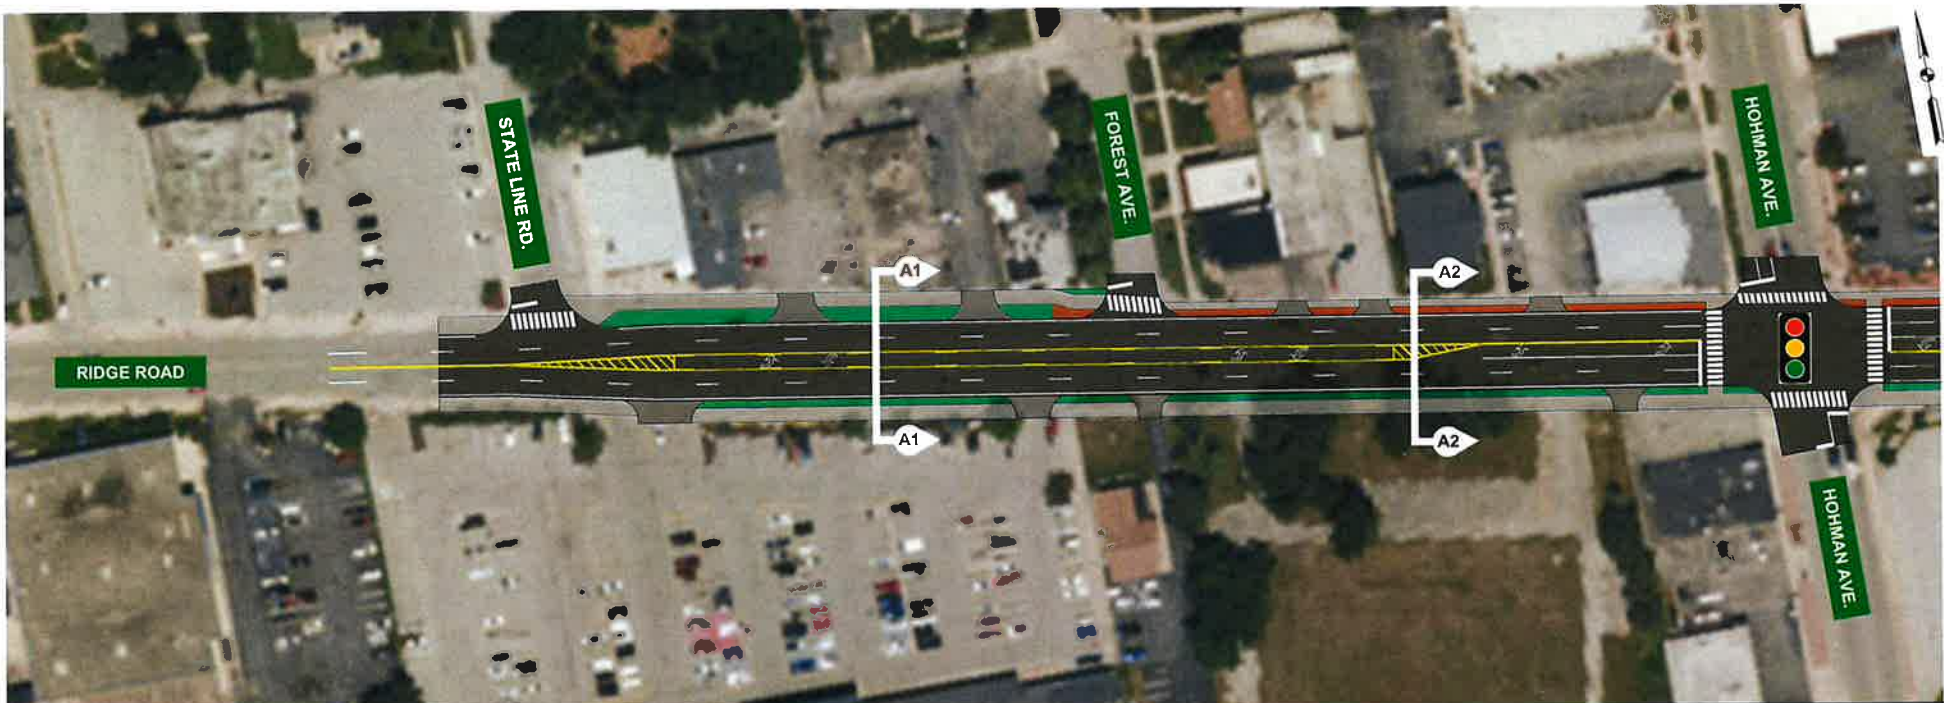 STATE LINE RD.
FOREST AVE.
HOHMAN AVE.
A1
A2
RIDGE ROAD
A1
A2
HOHMAN AVE.